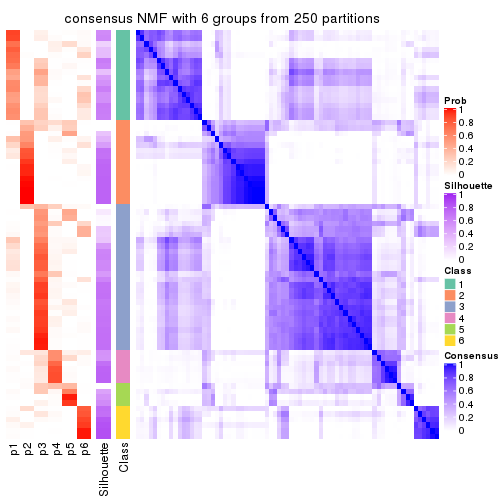 consensus NMF with 6 groups from 250 partitions
Prob
1
0.8
0.6
0.4
0.2
0
Silhouette
1
0.8
0.6
0.4
0.2
0
Class
1
2
3
4
5
6
Consensus
1
0.8
0.6
0.4
0.2
0
p1
p2
p3
p4
p5
p6
Silhouette
Class